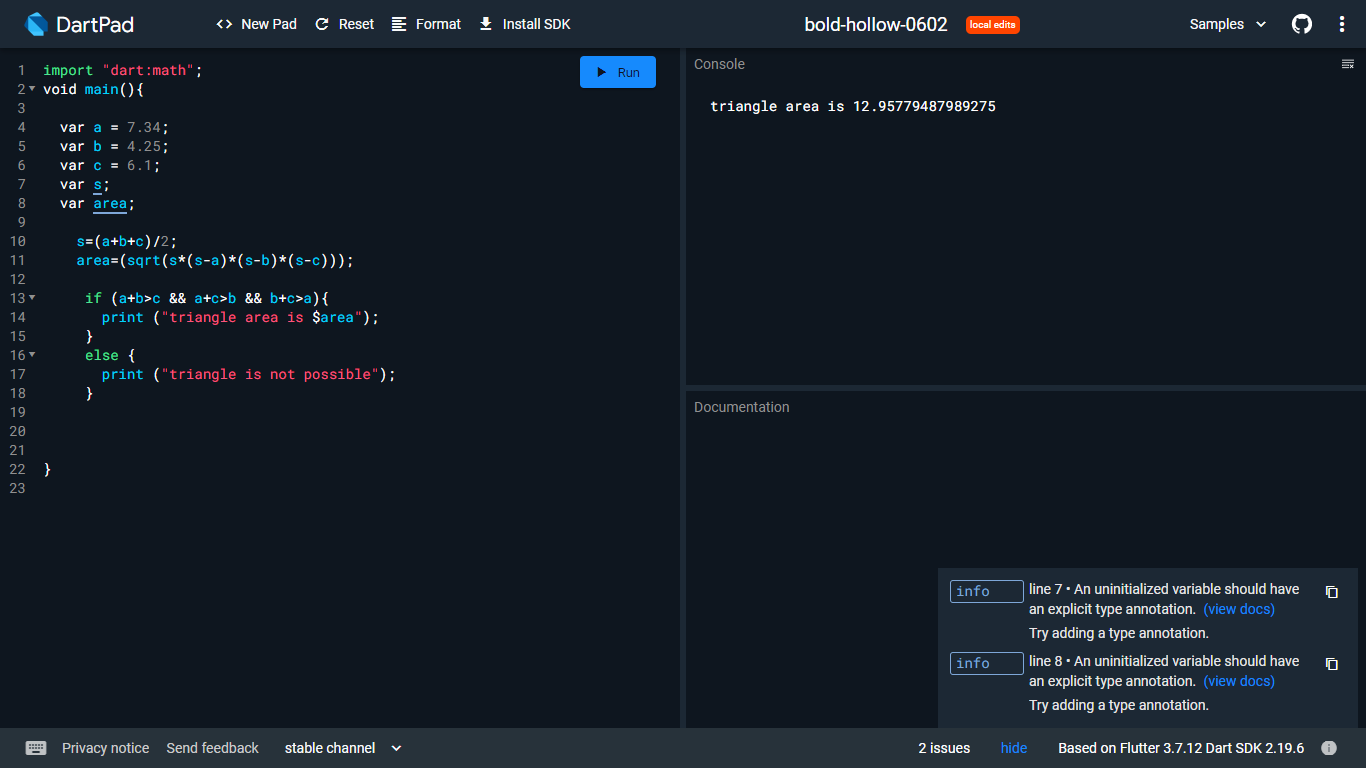 DartPad
<> New Pad
Reset
Format
Install SDK
bold-hollow-0602
local edits
Samples
1 import "dart:math";
2 void main(){
3
4 var a = 7.34;
5 var b = 4.25;
6 var c = 6.1;
7 var s;
8 var area;
9
10 s=(a+b+c)/2;
11 area=(sqrt(s*(s-a)*(s-b)*(s-c)));
12
13 if (a+b>c && a+c>b && b+c>a){
14 print ("triangle area is $area");
15 }
16 else {
17 print ("triangle is not possible");
18 }
19
20
21
22 }
23
Run
Console
triangle area is 12.95779487989275
Documentation
info line 7 • An uninitialized variable should have
an explicit type annotation. (view docs)
Try adding a type annotation.
info line 8 • An uninitialized variable should have
an explicit type annotation. (view docs)
Try adding a type annotation.
Privacy notice
Send feedback
stable channel
2 issues
hide
Based on Flutter 3.7.12 Dart SDK 2.19.6